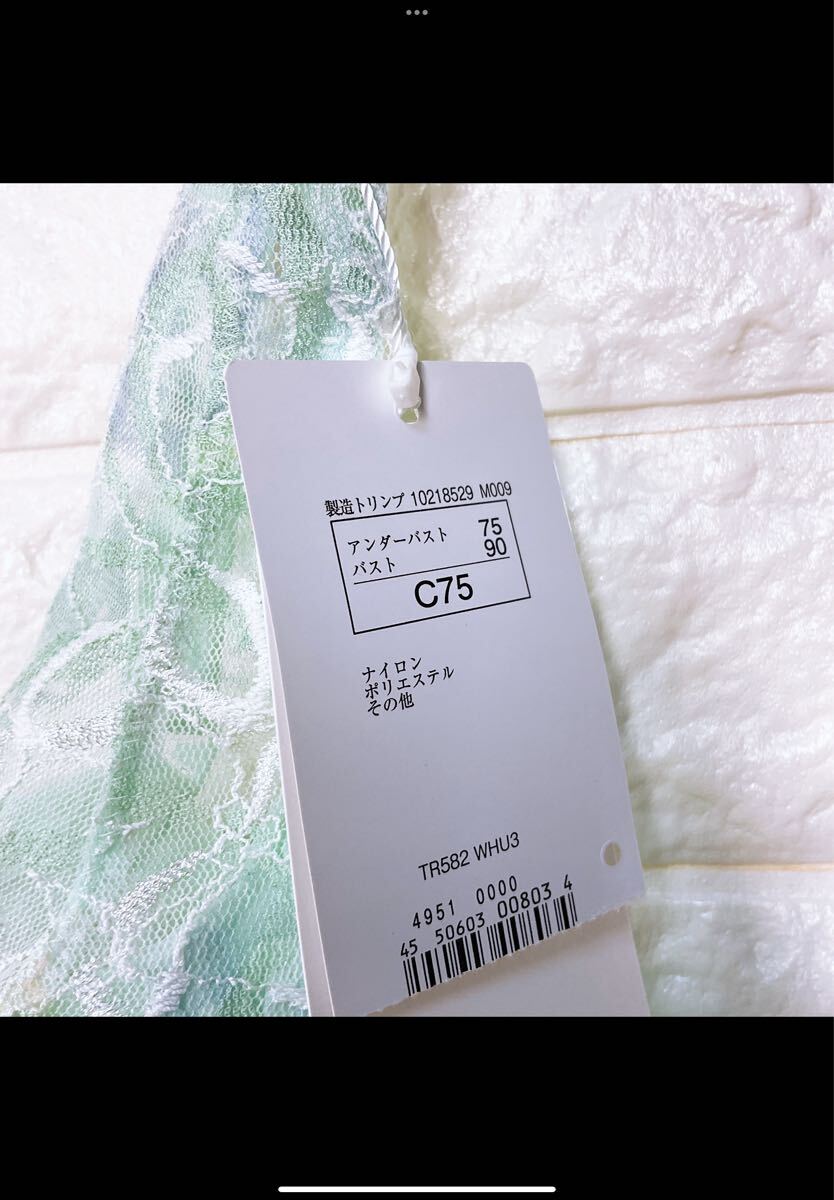 製造トリンプ 10218529 M009
アンダーバスト 75
バスト 90
C75
ナイロン
ポリエステル
その他
TR582 WHU3
4951 0000
45 50603 00803 4